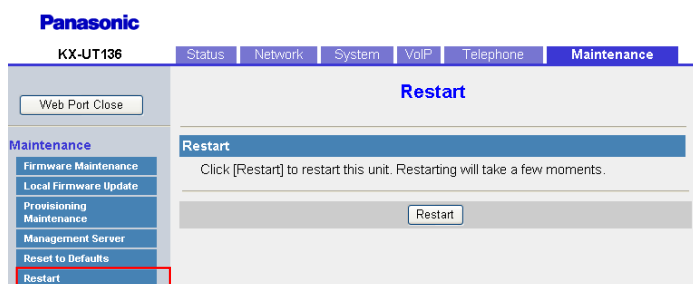 Panasonic
KX-UT136
Status Network System VoIP Telephone Maintenance
Web Port Close
Restart
Maintenance
Firmware Maintenance
Local Firmware Update
Provisioning
Maintenance
Management Server
Reset to Defaults
Restart
Restart
Click [Restart] to restart this unit. Restarting will take a few moments.
Restart